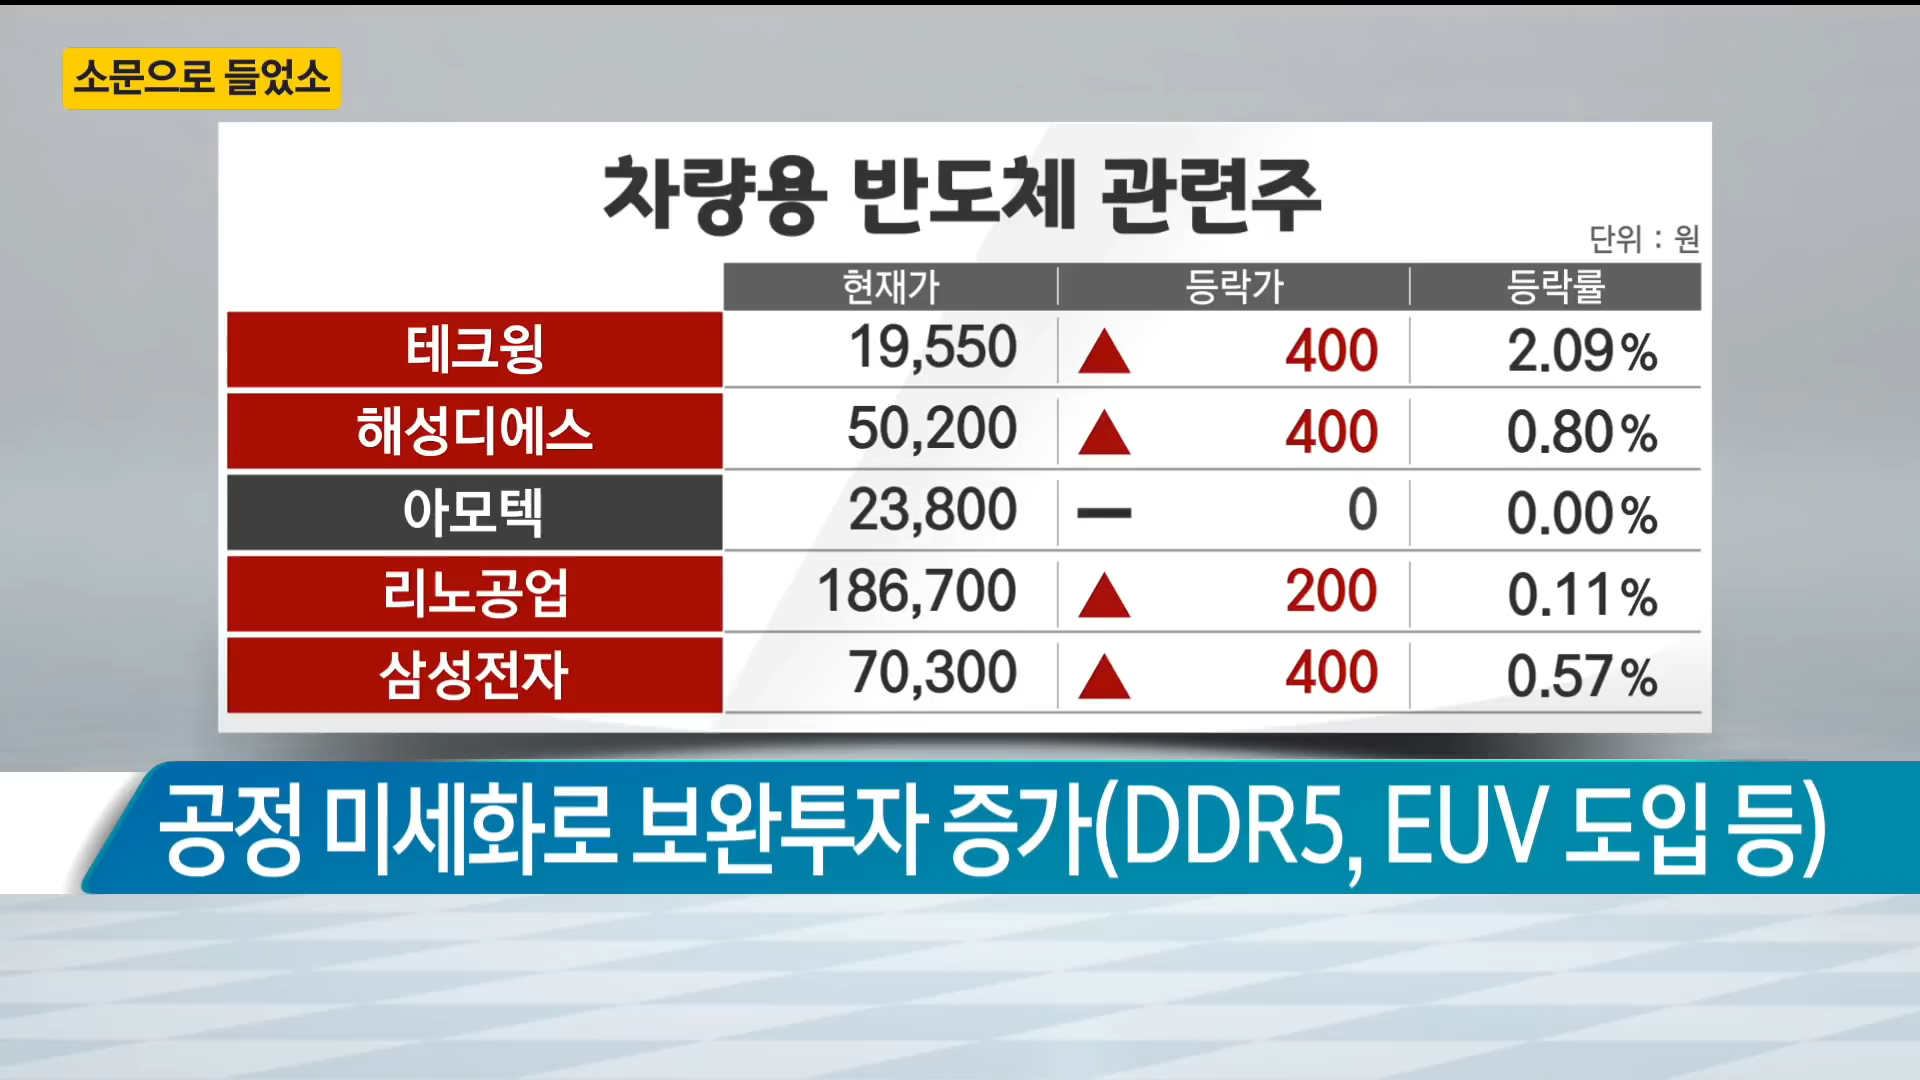 소문으로 들었소
차량용 반도체 관련주
단위 : 원
현재가 등락가 등락률
테크윙 19,550 ▲ 400 2.09%
해성디에스 50,200 ▲ 400 0.80%
아모텍 23,800 — 0 0.00%
리노공업 186,700 ▲ 200 0.11%
삼성전자 70,300 ▲ 400 0.57%
공정 미세화로 보완투자 증가(DDR5, EUV 도입 등)